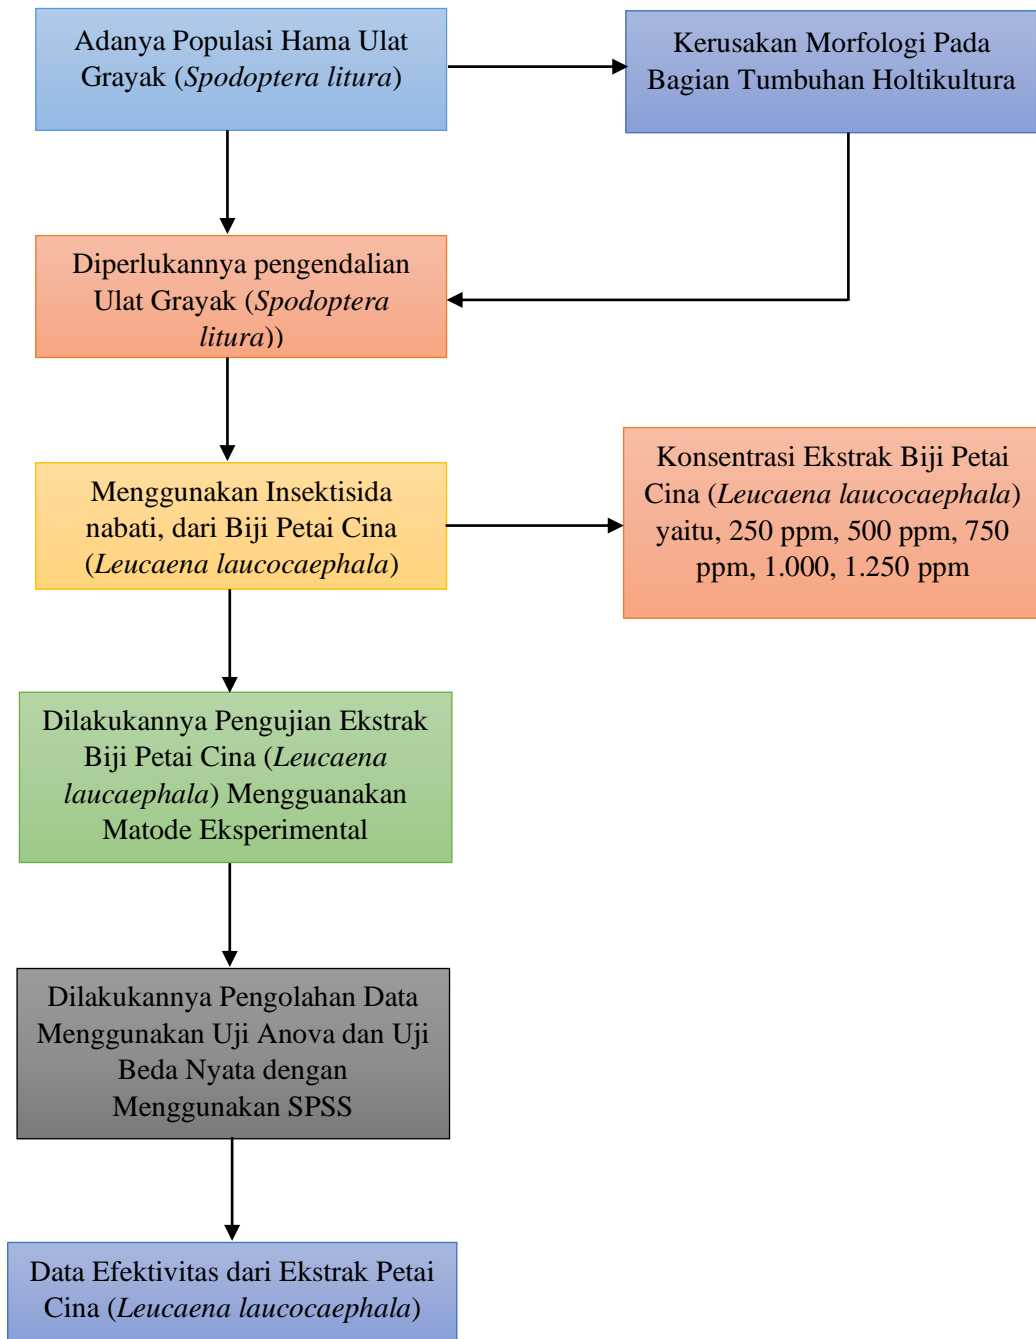 Adanya Populasi Hama Ulat
Grayak (Spodoptera litura)
Kerusakan Morfologi Pada
Bagian Tumbuhan Holtikultura
Diperlukannya pengendalian
Ulat Grayak (Spodoptera
litura))
Menggunakan Insektisida
nabati, dari Biji Petai Cina
(Leucaena laucocaephala)
Konsentrasi Ekstrak Biji Petai
Cina (Leucaena laucocaephala)
yaitu, 250 ppm, 500 ppm, 750
ppm, 1.000, 1.250 ppm
Dilakukannya Pengujian Ekstrak
Biji Petai Cina (Leucaena
laucaephala) Mengguanakan
Matode Eksperimental
Dilakukannya Pengolahan Data
Menggunakan Uji Anova dan Uji
Beda Nyata dengan
Menggunakan SPSS
Data Efektivitas dari Ekstrak Petai
Cina (Leucaena laucocaephala)